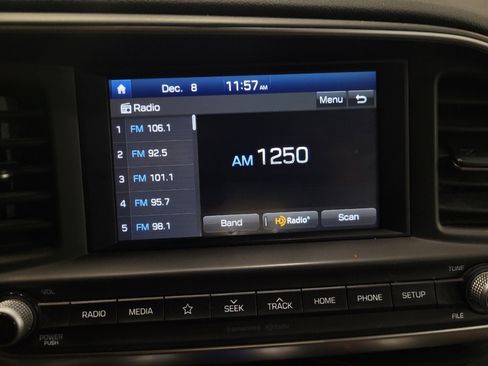 Dec. 8 11:57 AM
Radio
Menu
1 FM 106.1
2 FM 92.5
3 FM 101.1
4 FM 95.7
5 FM 98.1
AM 1250
Band HD Radio® Scan
VOL
RADIO MEDIA SEEK TRACK HOME PHONE SETUP
TUNE
POWER
PUSH
FILE